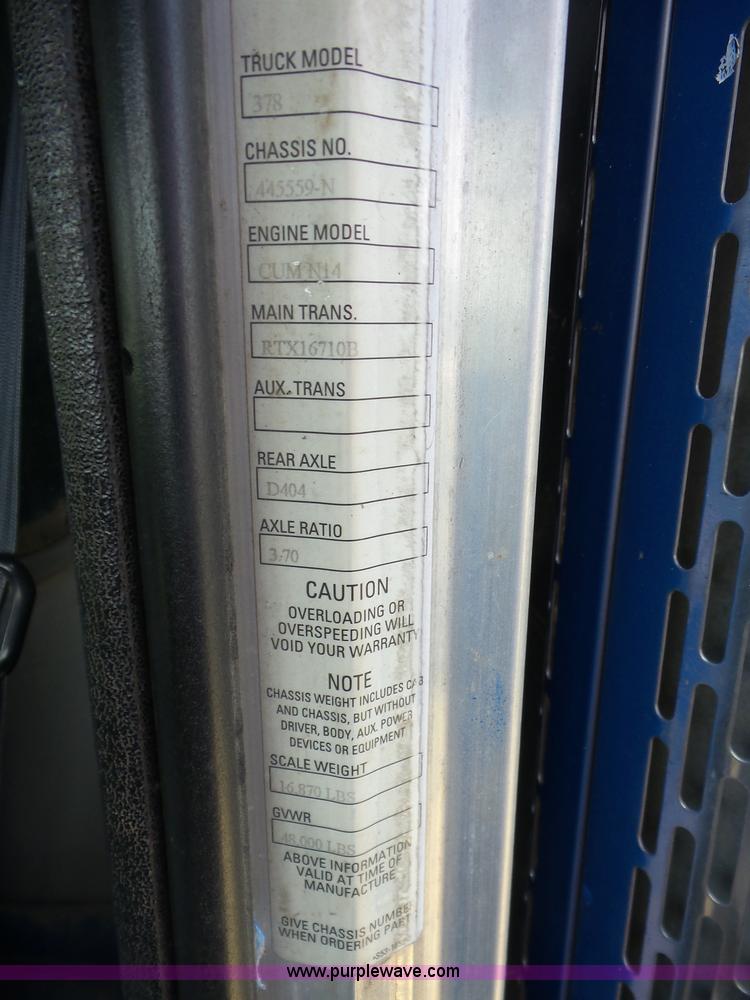 TRUCK MODEL
378
CHASSIS NO.
445559-N
ENGINE MODEL
CUM N14
MAIN TRANS.
RTX16710B
AUX. TRANS
REAR AXLE
D404
AXLE RATIO
3.70
CAUTION
OVERLOADING OR
OVERSPEEDING WILL
VOID YOUR WARRANTY
NOTE
CHASSIS WEIGHT INCLUDES CAB
AND CHASSIS, BUT WITHOUT
DRIVER, BODY, AUX. POWER
DEVICES OR EQUIPMENT
SCALE WEIGHT
16,870 LBS
GVWR
48,000 LBS
ABOVE INFORMATION
VALID AT TIME OF
MANUFACTURE
GIVE CHASSIS NUMBER
WHEN ORDERING PART
www.purplewave.com